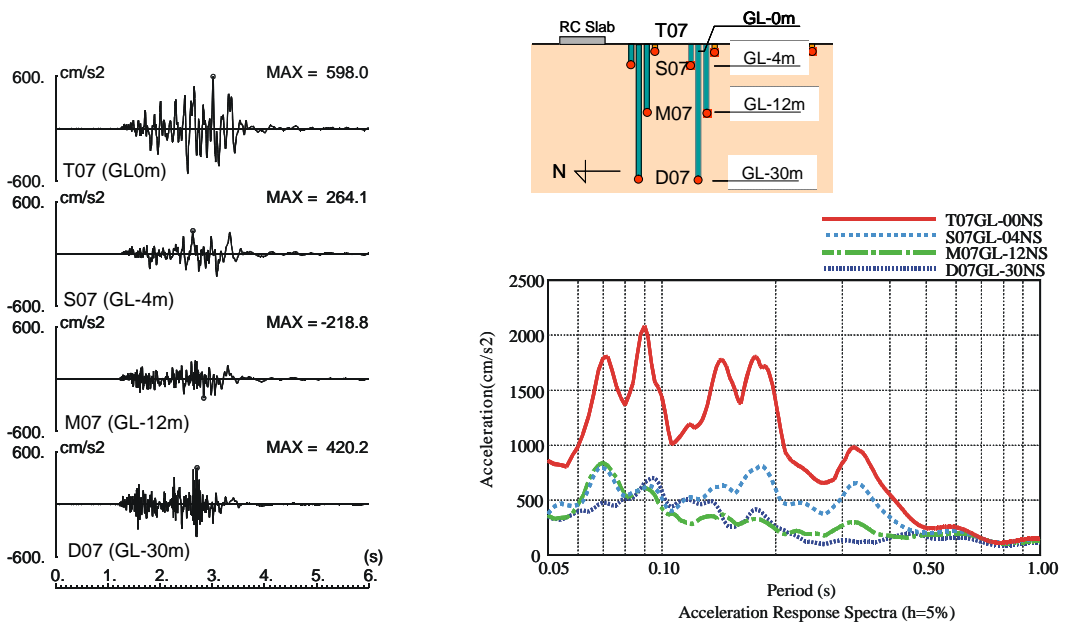 cm/s2
MAX = 598.0
600.
T07 (GL0m)
-600.
cm/s2
MAX = 264.1
600.
S07 (GL-4m)
-600.
cm/s2
MAX = -218.8
600.
M07 (GL-12m)
-600.
cm/s2
MAX = 420.2
600.
D07 (GL-30m)
-600.
(s)
0. 1. 2. 3. 4. 5. 6.
RC Slab
T07
GL-0m
S07
GL-4m
M07
GL-12m
N
D07
GL-30m
T07GL-00NS
S07GL-04NS
M07GL-12NS
D07GL-30NS
2500
2000
1500
1000
500
0
Acceleration(cm/s2)
0.05 0.10 0.50 1.00
Period (s)
Acceleration Response Spectra (h=5%)